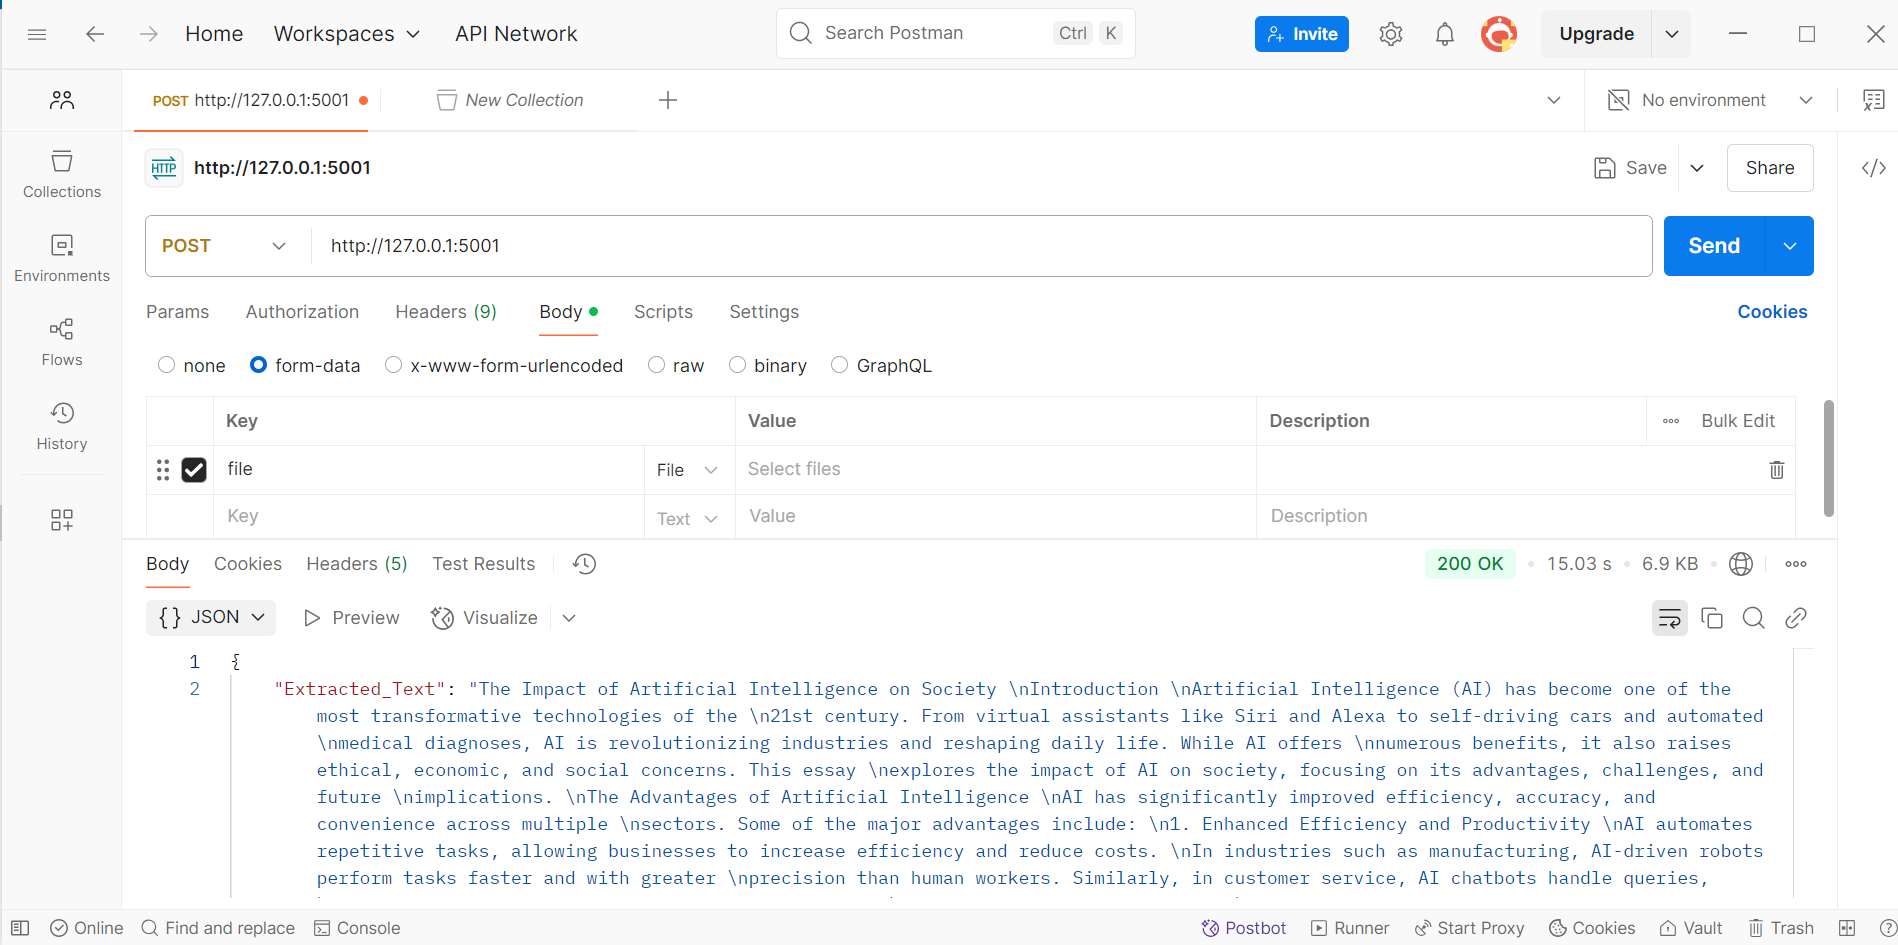 Home Workspaces API Network Search Postman Ctrl K Invite Upgrade
POST http://127.0.0.1:5001 New Collection No environment
HTTP http://127.0.0.1:5001 Save Share
Collections
POST http://127.0.0.1:5001 Send
Environments
Params Authorization Headers (9) Body Scripts Settings Cookies
Flows
none form-data x-www-form-urlencoded raw binary GraphQL
Key Value Description Bulk Edit
History
file File Select files
Key Text Value Description
Body Cookies Headers (5) Test Results 200 OK 15.03 s 6.9 KB
{} JSON Preview Visualize
1 {
2 "Extracted_Text": "The Impact of Artificial Intelligence on Society \nIntroduction \nArtificial Intelligence (AI) has become one of the
most transformative technologies of the \n21st century. From virtual assistants like Siri and Alexa to self-driving cars and automated
\nmedical diagnoses, AI is revolutionizing industries and reshaping daily life. While AI offers \nnumerous benefits, it also raises
ethical, economic, and social concerns. This essay \nexplores the impact of AI on society, focusing on its advantages, challenges, and
future \nimplications. \nThe Advantages of Artificial Intelligence \nAI has significantly improved efficiency, accuracy, and
convenience across multiple \nsectors. Some of the major advantages include: \n1. Enhanced Efficiency and Productivity \nAI automates
repetitive tasks, allowing businesses to increase efficiency and reduce costs. \nIn industries such as manufacturing, AI-driven robots
perform tasks faster and with greater \nprecision than human workers. Similarly, in customer service, AI chatbots handle queries,
Online Find and replace Console Postbot Runner Start Proxy Cookies Vault Trash